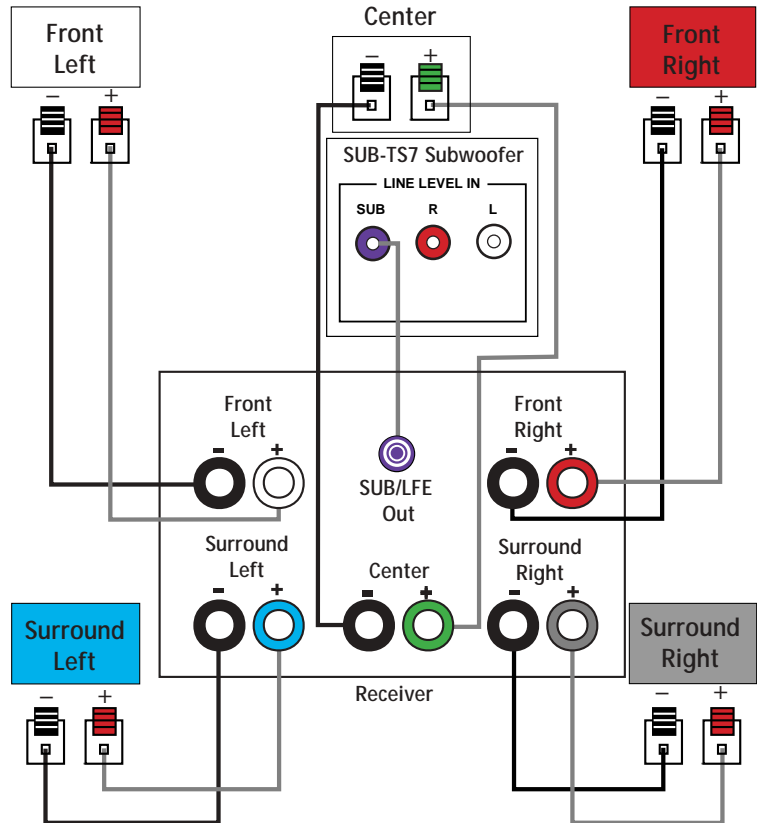 Center
Front
Left
Front
Right
− +
− +
− +
SUB-TS7 Subwoofer
LINE LEVEL IN
SUB R L
Front
Left
- +
Front
Right
- +
SUB/LFE
Out
Surround
Left
- +
Center
- +
Surround
Right
- +
Surround
Left
− +
Surround
Right
− +
Receiver